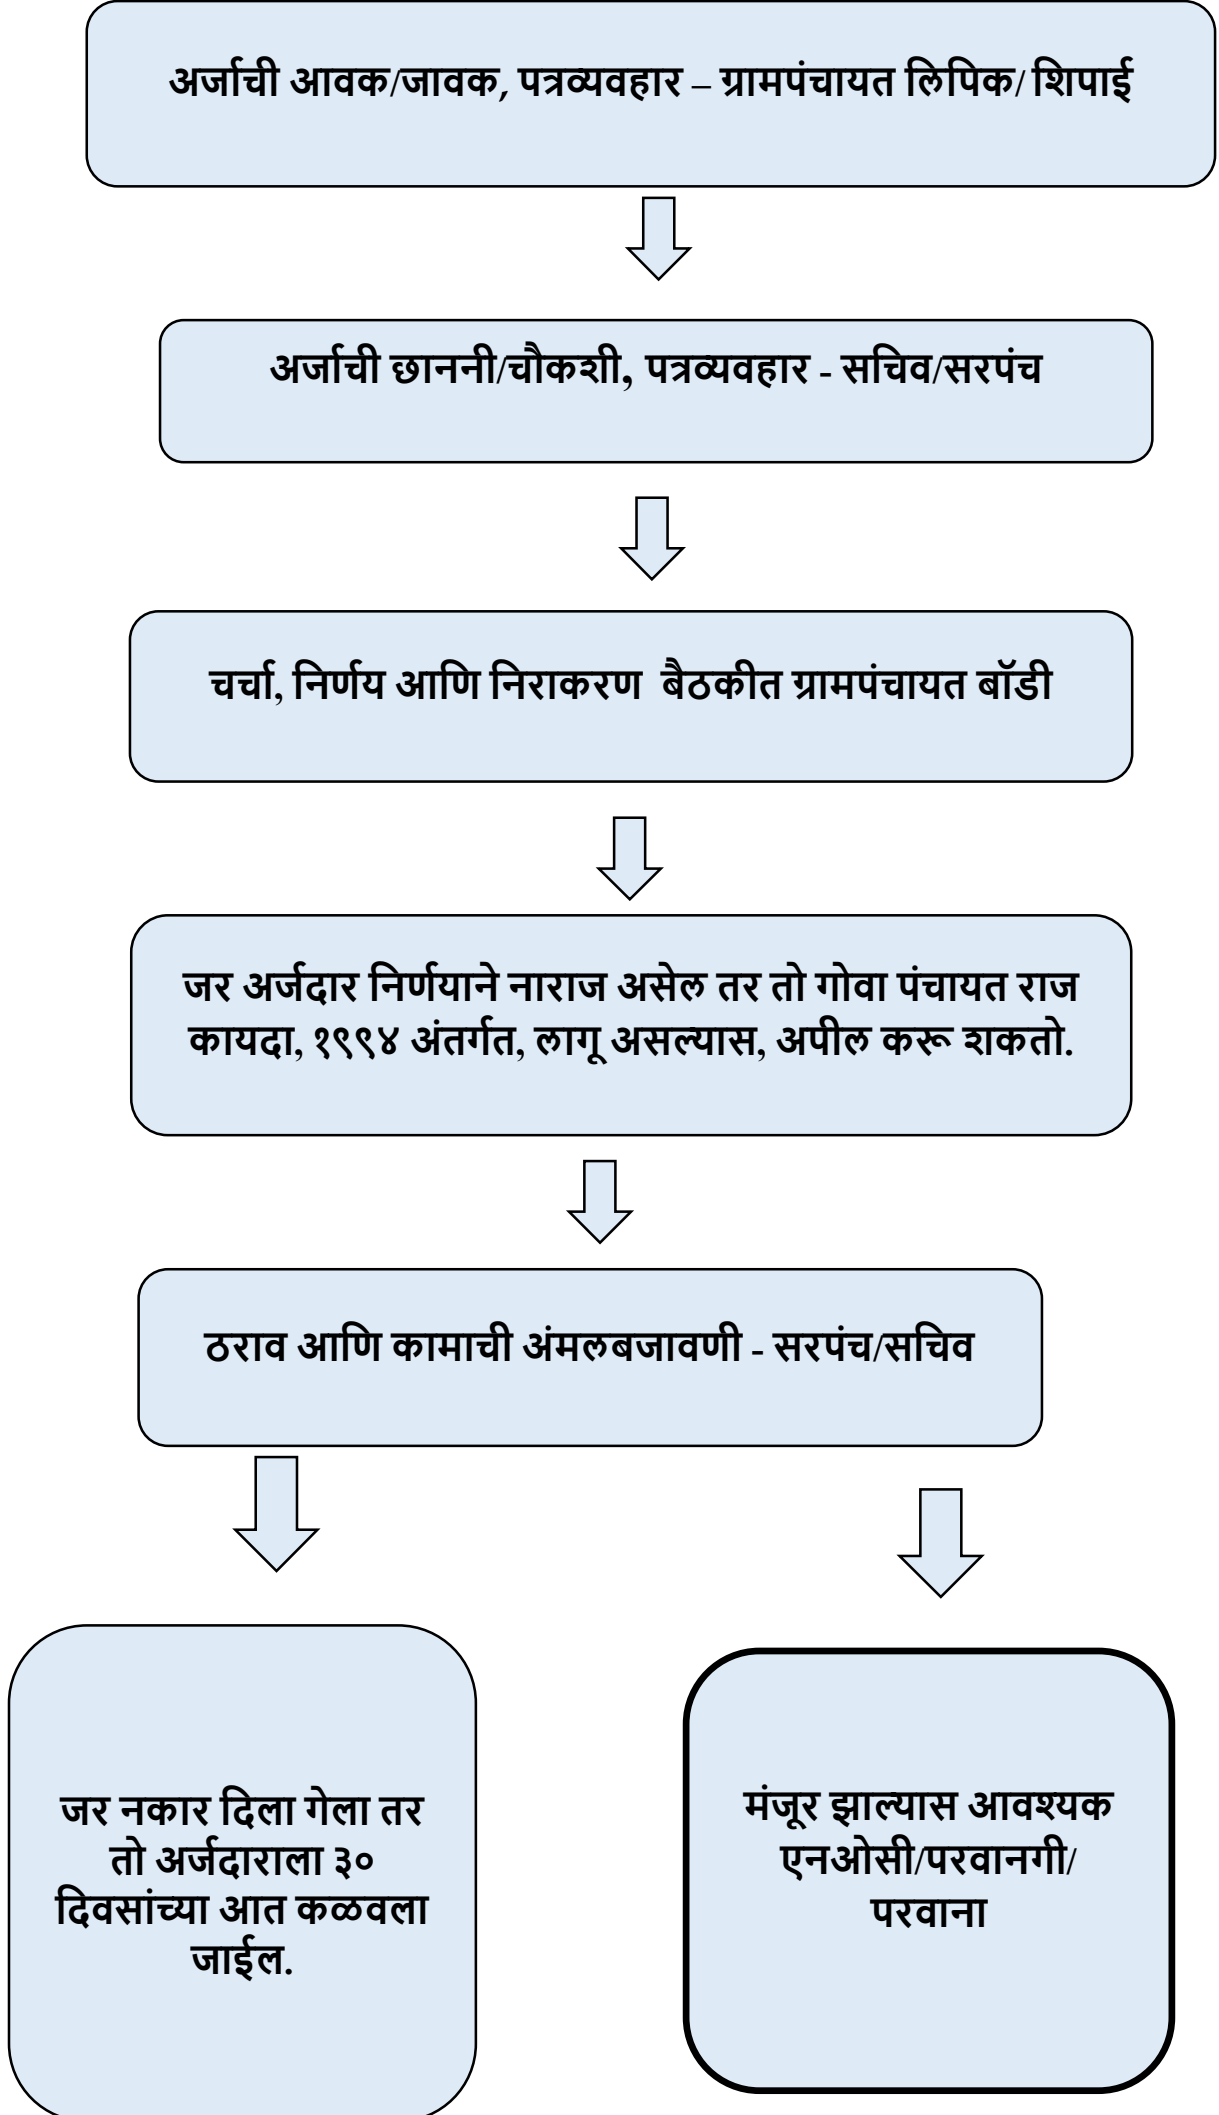 अर्जाची आवक/जावक, पत्रव्यवहार – ग्रामपंचायत लिपिक/ शिपाई
अर्जाची छाननी/चौकशी, पत्रव्यवहार - सचिव/सरपंच
चर्चा, निर्णय आणि निराकरण बैठकीत ग्रामपंचायत बॉडी
जर अर्जदार निर्णयाने नाराज असेल तर तो गोवा पंचायत राज
कायदा, १९९४ अंतर्गत, लागू असल्यास, अपील करू शकतो.
ठराव आणि कामाची अंमलबजावणी - सरपंच/सचिव
जर नकार दिला गेला तर
तो अर्जदाराला ३०
दिवसांच्या आत कळवला
जाईल.
मंजूर झाल्यास आवश्यक
एनओसी/परवानगी/
परवाना